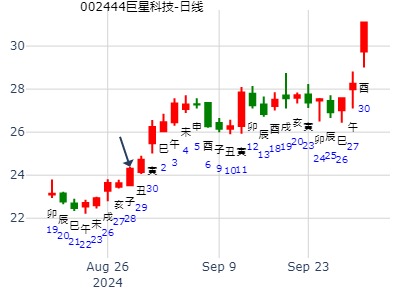 002444巨星科技-日线
30
28
26
24
22
卯
19
辰
20
巳
21
午
22
未
23
戌
26
亥
27
子
28
丑
29
寅
30
巳
2
午
3
未
4
申
5
酉
6
子
9
丑
10
寅
11
卯
12
辰
13
酉
18
戌
19
亥
20
寅
23
卯
24
辰
25
巳
26
午
27
酉
30
Aug 26
2024
Sep 9
Sep 23